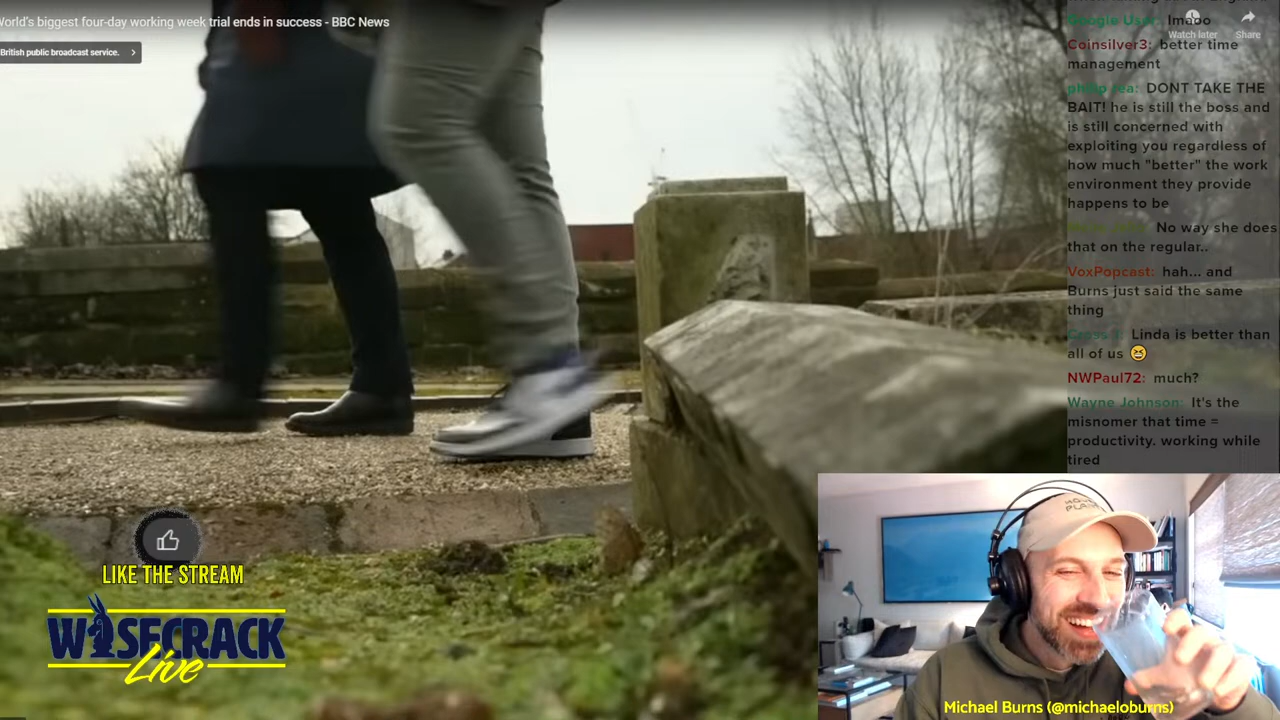 World's biggest four-day working week trial ends in success - BBC News
British public broadcast service.
Watch later
Share
Google User: lmaoo
Coinsilver3: better time
management
philip rea: DONT TAKE THE
BAIT! he is still the boss and
is still concerned with
exploiting you regardless of
how much "better" the work
environment they provide
happens to be
No way she does
that on the regular..
VoxPopcast: hah... and
Burns just said the same
thing
Linda is better than
all of us 😆
NWPaul72: much?
Wayne Johnson: It's the
misnomer that time =
productivity. working while
tired
LIKE THE STREAM
WISECRACK
Live
Michael Burns (@michaeloburns)